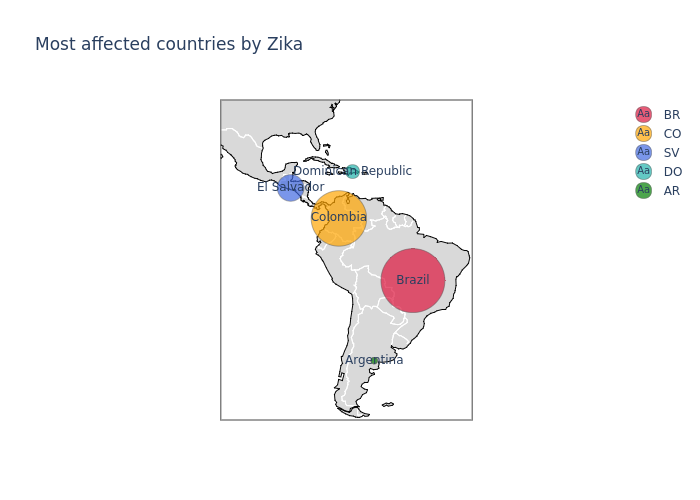 Most affected countries by Zika
Aa BR
Aa CO
Aa SV
Aa DO
Aa AR
Dominican Republic
El Salvador
Colombia
Brazil
Argentina